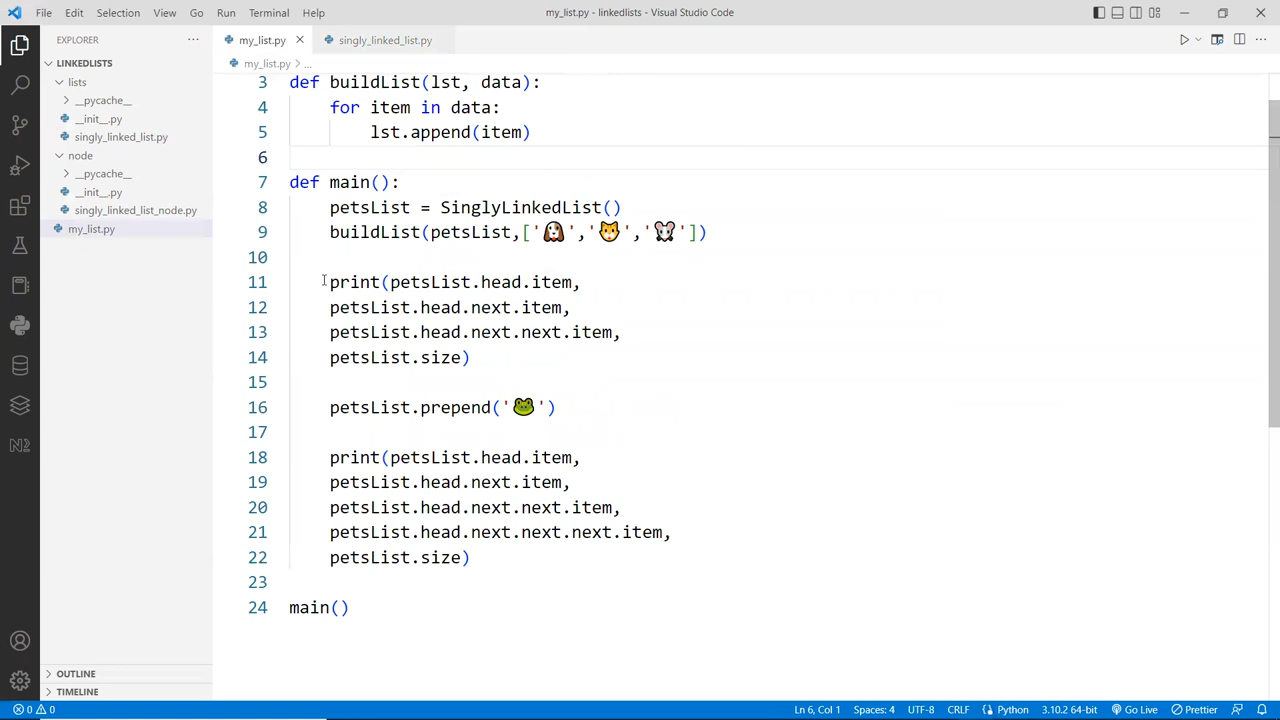 File Edit Selection View Go Run Terminal Help my_list.py - linkedlists - Visual Studio Code
EXPLORER
LINKEDLISTS
lists
__pycache__
__init__.py
singly_linked_list.py
node
__pycache__
__init__.py
singly_linked_list_node.py
my_list.py
OUTLINE
TIMELINE
my_list.py singly_linked_list.py
my_list.py > ...
3 def buildList(lst, data):
4 for item in data:
5 lst.append(item)
6
7 def main():
8 petsList = SinglyLinkedList()
9 buildList(petsList,['🐶','🐱','🐭'])
10
11 print(petsList.head.item,
12 petsList.head.next.item,
13 petsList.head.next.next.item,
14 petsList.size)
15
16 petsList.prepend('🐸')
17
18 print(petsList.head.item,
19 petsList.head.next.item,
20 petsList.head.next.next.item,
21 petsList.head.next.next.next.item,
22 petsList.size)
23
24 main()
0 0 Ln 6, Col 1 Spaces: 4 UTF-8 CRLF Python 3.10.2 64-bit Go Live Prettier